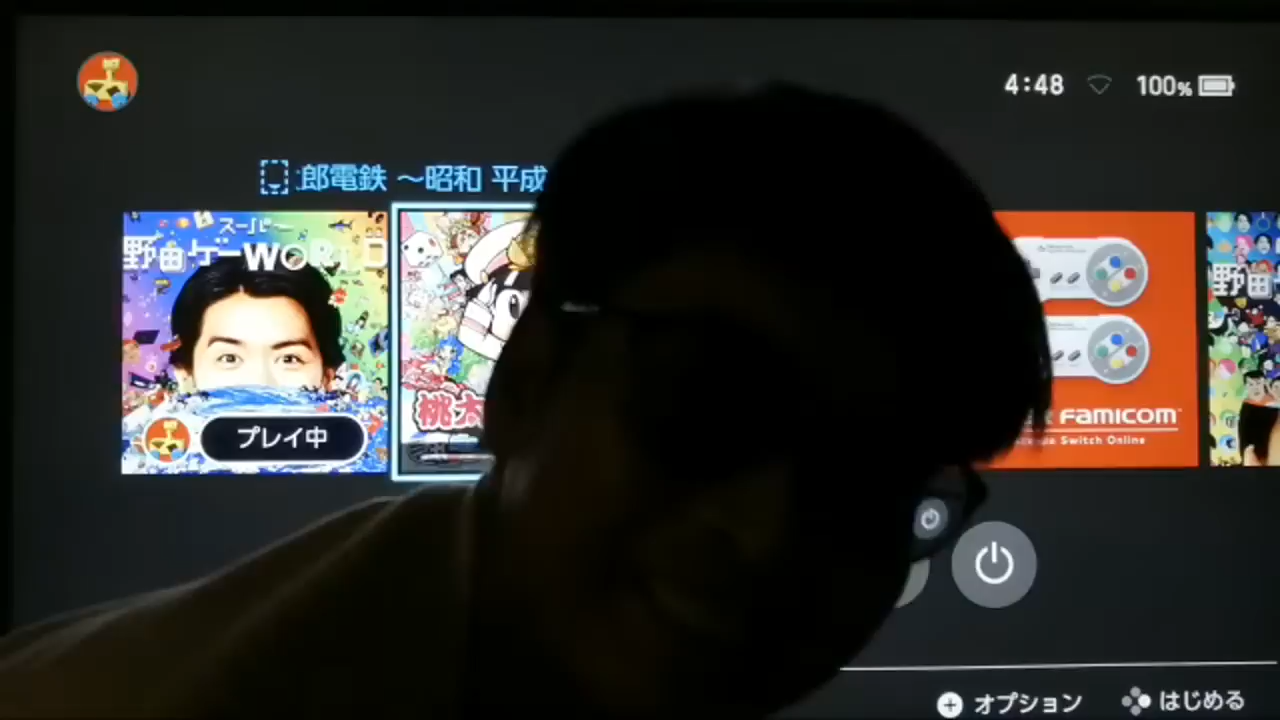 4:48 100%
郎電鉄 ～昭和 平成
スーパー
野田ゲーWORLD
野田
桃太
プレイ中
FAMICOM
Switch Online
オプション はじめる